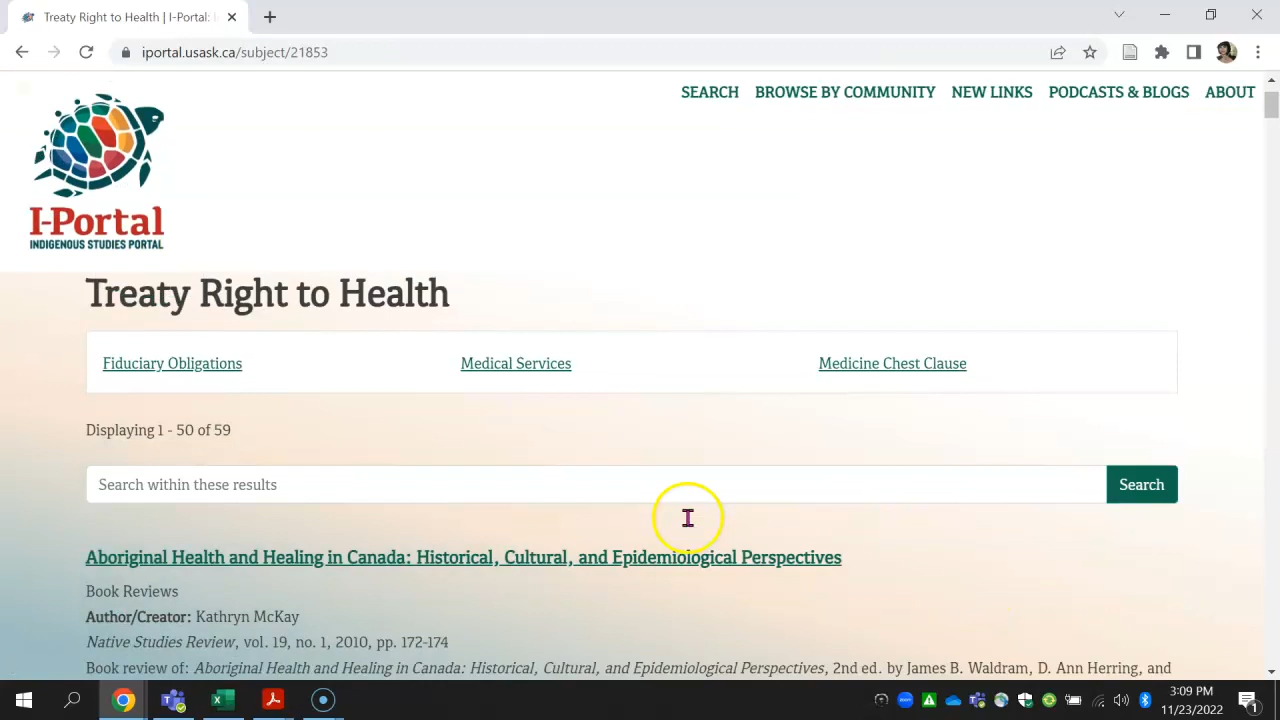 Treaty Right to Health | I-Portal: I
iportal.usask.ca/subject/21853
SEARCH BROWSE BY COMMUNITY NEW LINKS PODCASTS & BLOGS ABOUT
I-Portal
INDIGENOUS STUDIES PORTAL
Treaty Right to Health
Fiduciary Obligations Medical Services Medicine Chest Clause
Displaying 1 - 50 of 59
Search within these results Search
Aboriginal Health and Healing in Canada: Historical, Cultural, and Epidemiological Perspectives
Book Reviews
Author/Creator: Kathryn McKay
Native Studies Review, vol. 19, no. 1, 2010, pp. 172-174
Book review of: Aboriginal Health and Healing in Canada: Historical, Cultural, and Epidemiological Perspectives, 2nd ed. by James B. Waldram, D. Ann Herring, and
3:09 PM
11/23/2022